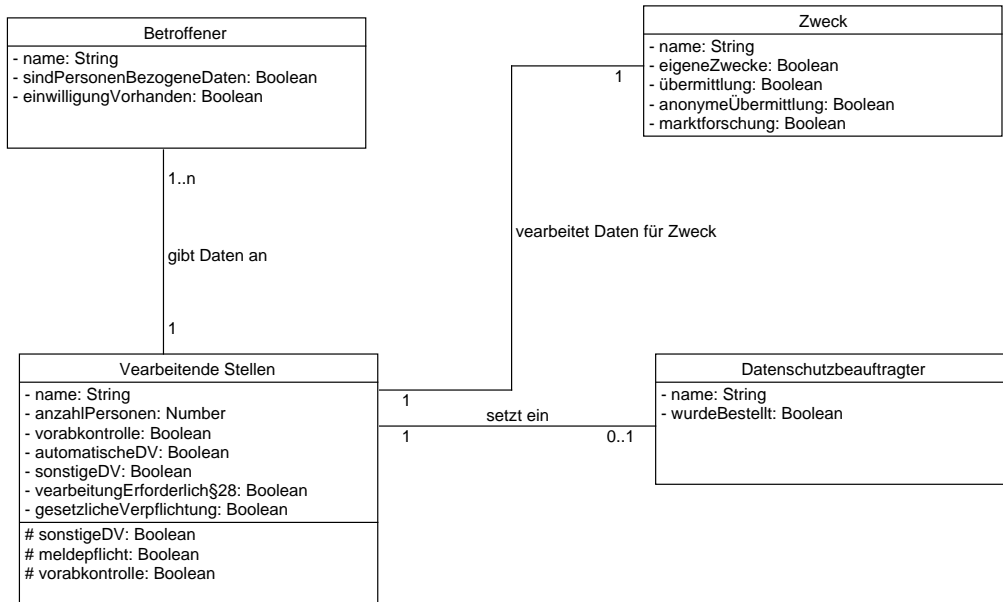 Betroffener
- name: String
- sindPersonenBezogeneDaten: Boolean
- einwilligungVorhanden: Boolean
Zweck
- name: String
- eigeneZwecke: Boolean
- übermittlung: Boolean
- anonymeÜbermittlung: Boolean
- marktforschung: Boolean
1
1..n
vearbeitet Daten für Zweck
gibt Daten an
1
Vearbeitende Stellen
- name: String
- anzahlPersonen: Number
- vorabkontrolle: Boolean
- automatischeDV: Boolean
- sonstigeDV: Boolean
- vearbeitungErforderlich§28: Boolean
- gesetzlicheVerpflichtung: Boolean
# sonstigeDV: Boolean
# meldepflicht: Boolean
# vorabkontrolle: Boolean
1
setzt ein
1
0..1
Datenschutzbeauftragter
- name: String
- wurdeBestellt: Boolean